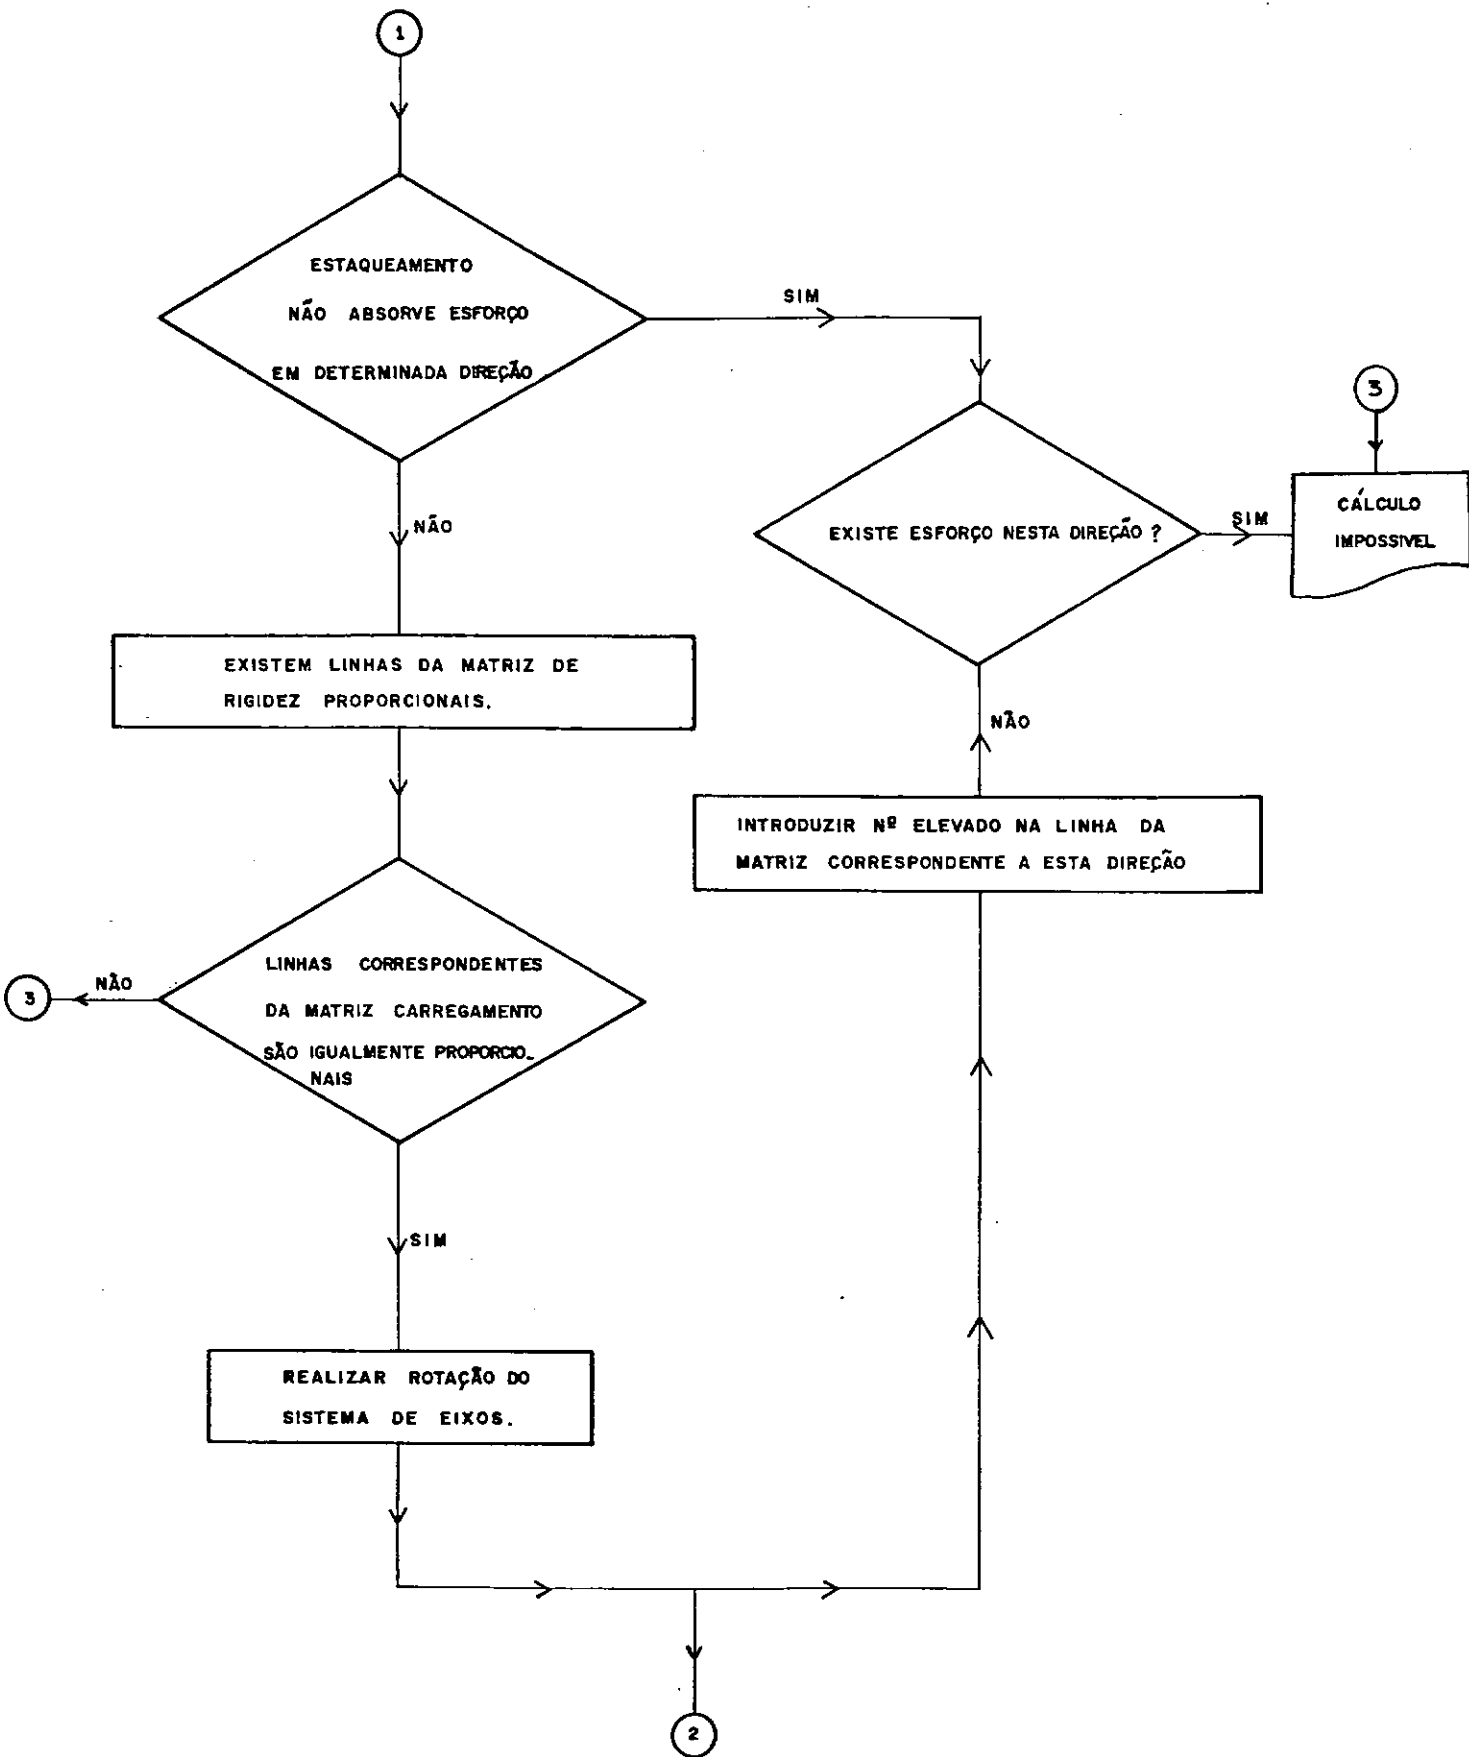 1
ESTAQUEAMENTO
NÃO ABSORVE ESFORÇO
EM DETERMINADA DIREÇÃO
SIM
NÃO
3
CÁLCULO
IMPOSSIVEL
EXISTE ESFORÇO NESTA DIREÇÃO ?
SIM
NÃO
EXISTEM LINHAS DA MATRIZ DE
RIGIDEZ PROPORCIONAIS.
INTRODUZIR Nº ELEVADO NA LINHA DA
MATRIZ CORRESPONDENTE A ESTA DIREÇÃO
LINHAS CORRESPONDENTES
DA MATRIZ CARREGAMENTO
SÃO IGUALMENTE PROPORCIO_
NAIS
NÃO
3
SIM
REALIZAR ROTAÇÃO DO
SISTEMA DE EIXOS.
2